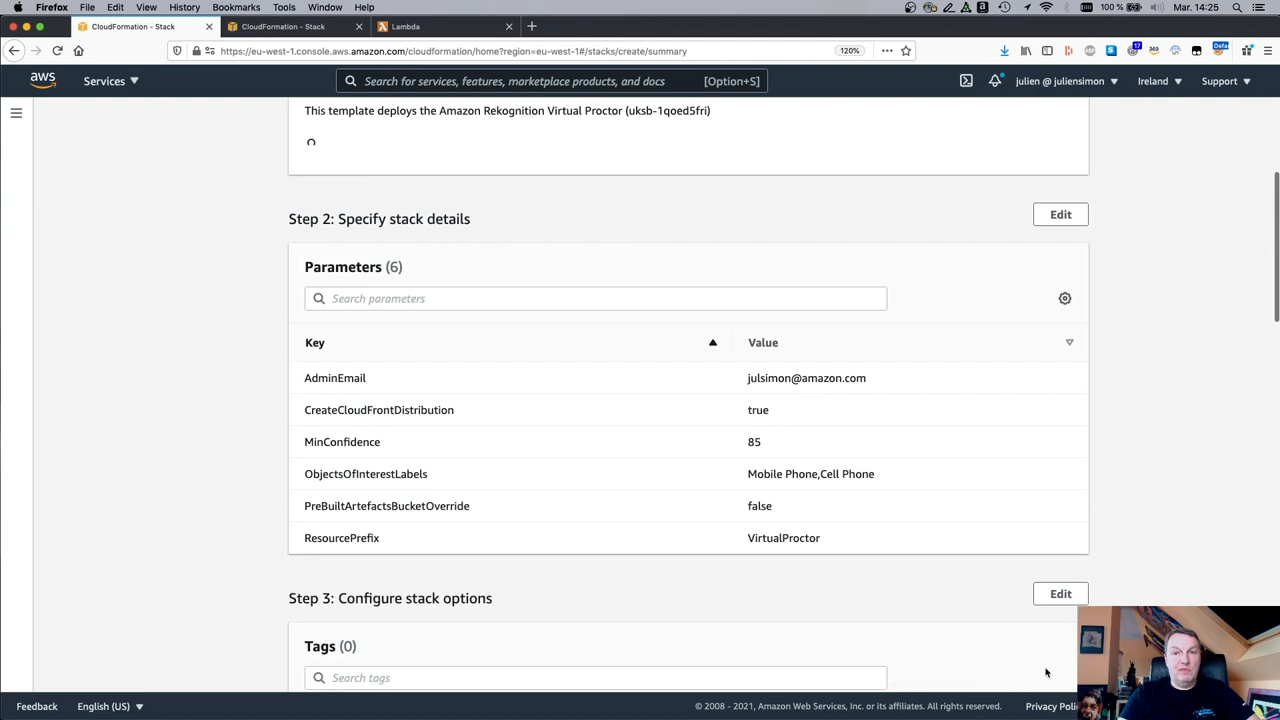 Firefox File Edit View History Bookmarks Tools Window Help 100 % Mar. 14:25
CloudFormation - Stack CloudFormation - Stack Lambda
https://eu-west-1.console.aws.amazon.com/cloudformation/home?region=eu-west-1#/stacks/create/summary 120% 17
aws Services Search for services, features, marketplace products, and docs [Option+S] julien @ juliensimon Ireland Support
This template deploys the Amazon Rekognition Virtual Proctor (uksb-1qoed5fri)
Step 2: Specify stack details Edit
Parameters (6)
Search parameters
Key Value
AdminEmail julsimon@amazon.com
CreateCloudFrontDistribution true
MinConfidence 85
ObjectsOfInterestLabels Mobile Phone,Cell Phone
PreBuiltArtefactsBucketOverride false
ResourcePrefix VirtualProctor
Step 3: Configure stack options Edit
Tags (0)
Search tags
Feedback English (US) © 2008 - 2021, Amazon Web Services, Inc. or its affiliates. All rights reserved. Privacy Poli